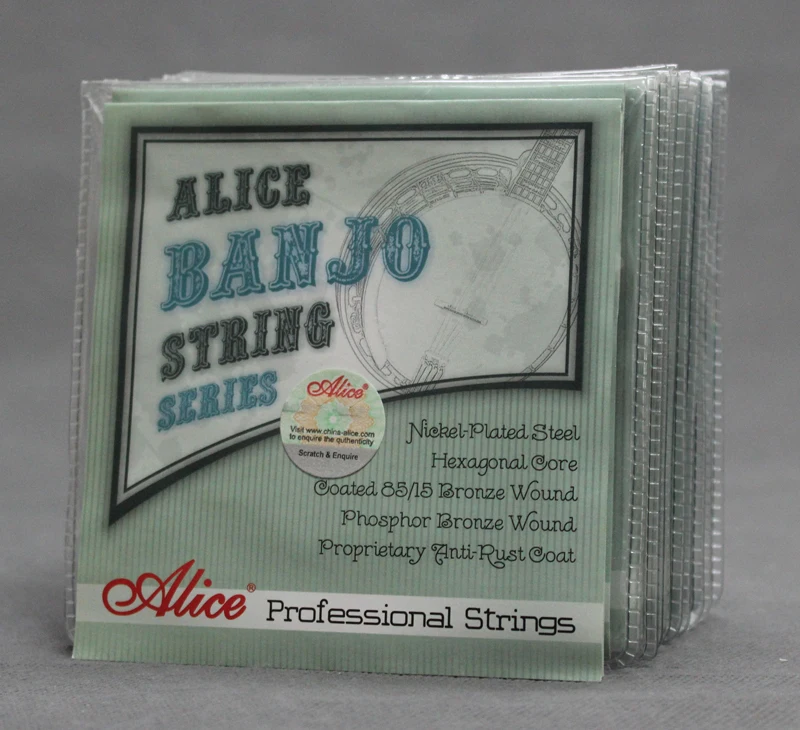 ALICE
BANJO
STRING
SERIES
Alice®
Visit www.china-alice.com
to enquire the quthenticity
Scratch & Enquire
Nickel-Plated Steel
Hexagonal Core
Coated 85/15 Bronze Wound
Phosphor Bronze Wound
Proprietary Anti-Rust Coat
Alice® Professional Strings